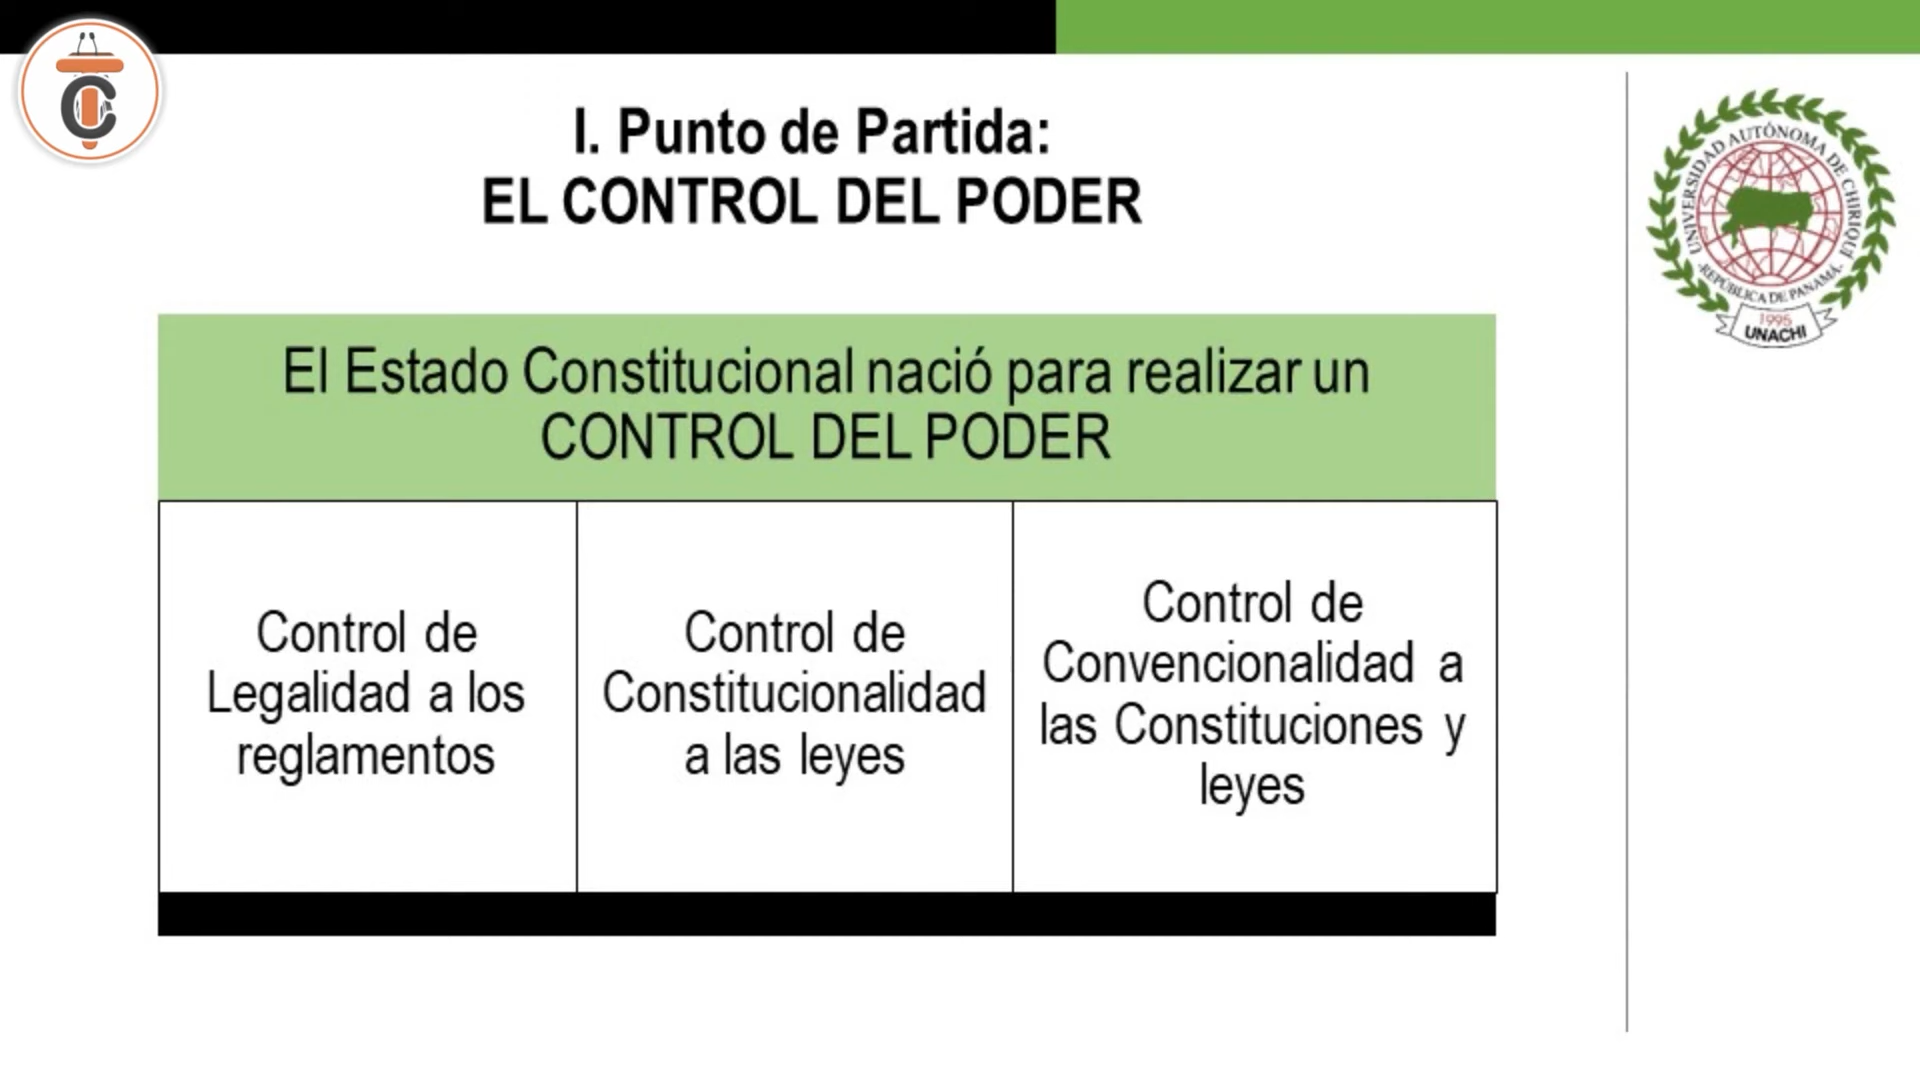 I. Punto de Partida:
EL CONTROL DEL PODER
El Estado Constitucional nació para realizar un
CONTROL DEL PODER
Control de
Legalidad a los
reglamentos
Control de
Constitucionalidad
a las leyes
Control de
Convencionalidad a
las Constituciones y
leyes
UNIVERSIDAD AUTÓNOMA DE CHIRIQUÍ
REPÚBLICA DE PANAMÁ
1995
UNACHI
TC